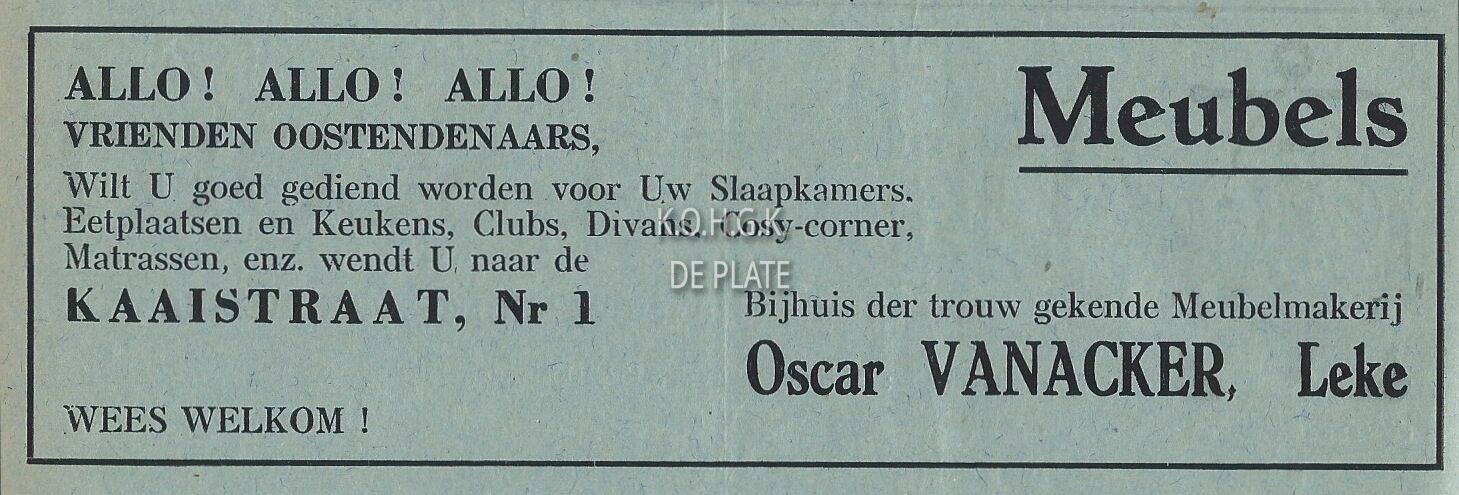 ALLO! ALLO! ALLO!
VRIENDEN OOSTENDENAARS,
Meubels
Wilt U goed gediend worden voor Uw Slaapkamers.
Eetplaatsen en Keukens, Clubs, Divans, Cosy-corner,
Matrassen, enz. wendt U naar de
KAAISTRAAT, Nr 1
Bijhuis der trouw gekende Meubelmakerij
Oscar VANACKER, Leke
WEES WELKOM !
K.O.H.G.K
DE PLATE